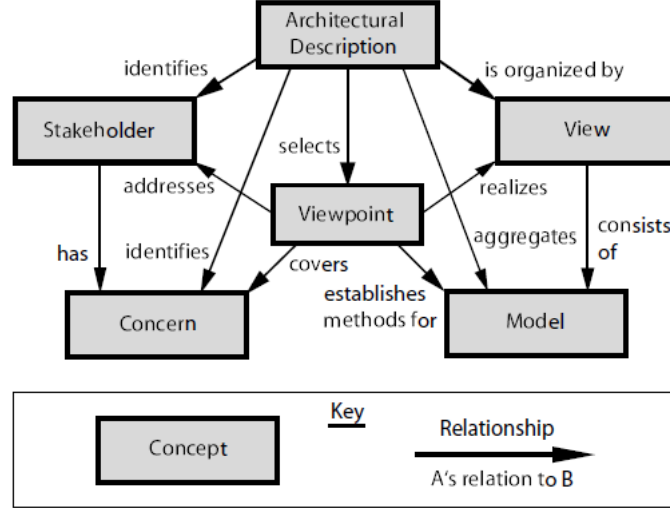 Architectural
Description
identifies
is organized by
Stakeholder
View
selects
addresses
Viewpoint
realizes
has
identifies
covers
aggregates
consists
of
establishes
methods for
Concern
Model
Key
Concept
Relationship
A's relation to B